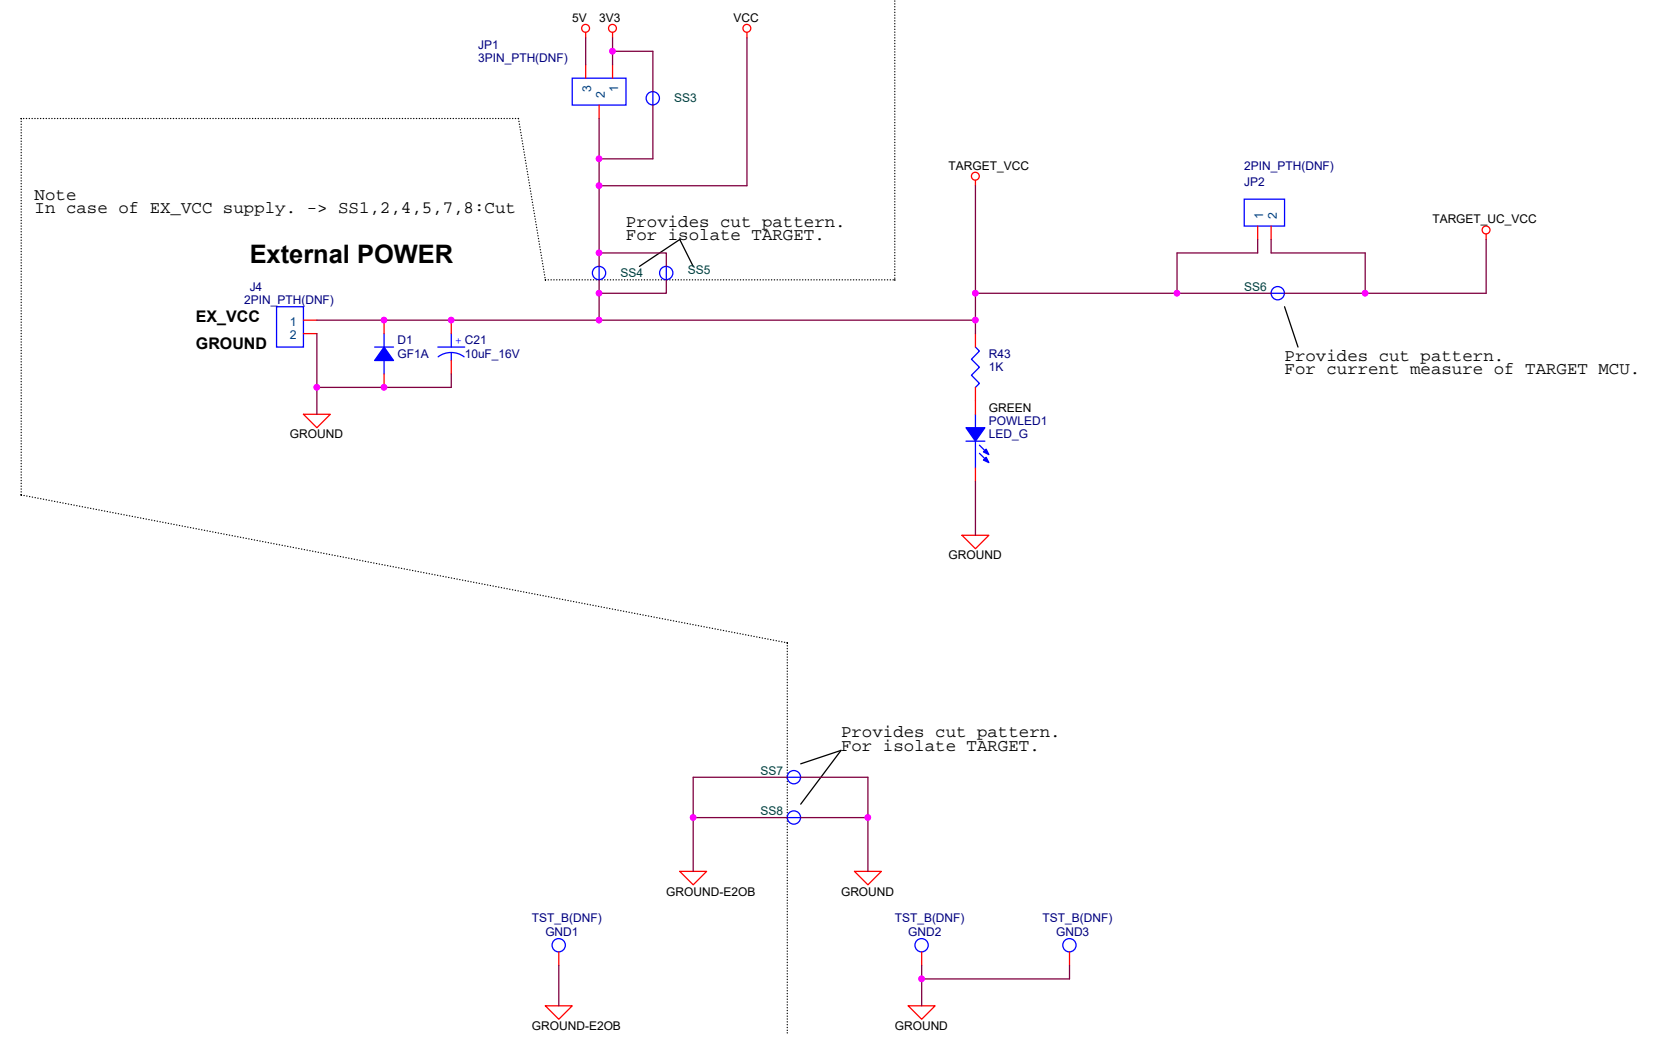 5V 3V3 VCC
JP1
3PIN_PTH(DNF)
3 2 1
SS3
Note
In case of EX_VCC supply. -> SS1,2,4,5,7,8:Cut
External POWER
Provides cut pattern.
For isolate TARGET.
SS4 SS5
J4
2PIN_PTH(DNF)
EX_VCC 1
GROUND 2
D1
GF1A
+ C21
10uF_16V
GROUND
TARGET_VCC
2PIN_PTH(DNF)
JP2
1 2
TARGET_UC_VCC
SS6
Provides cut pattern.
For current measure of TARGET MCU.
R43
1K
GREEN
POWLED1
LED_G
GROUND
Provides cut pattern.
For isolate TARGET.
SS7
SS8
GROUND-E2OB
GROUND
TST_B(DNF)
GND1
GROUND-E2OB
TST_B(DNF)
GND2
TST_B(DNF)
GND3
GROUND